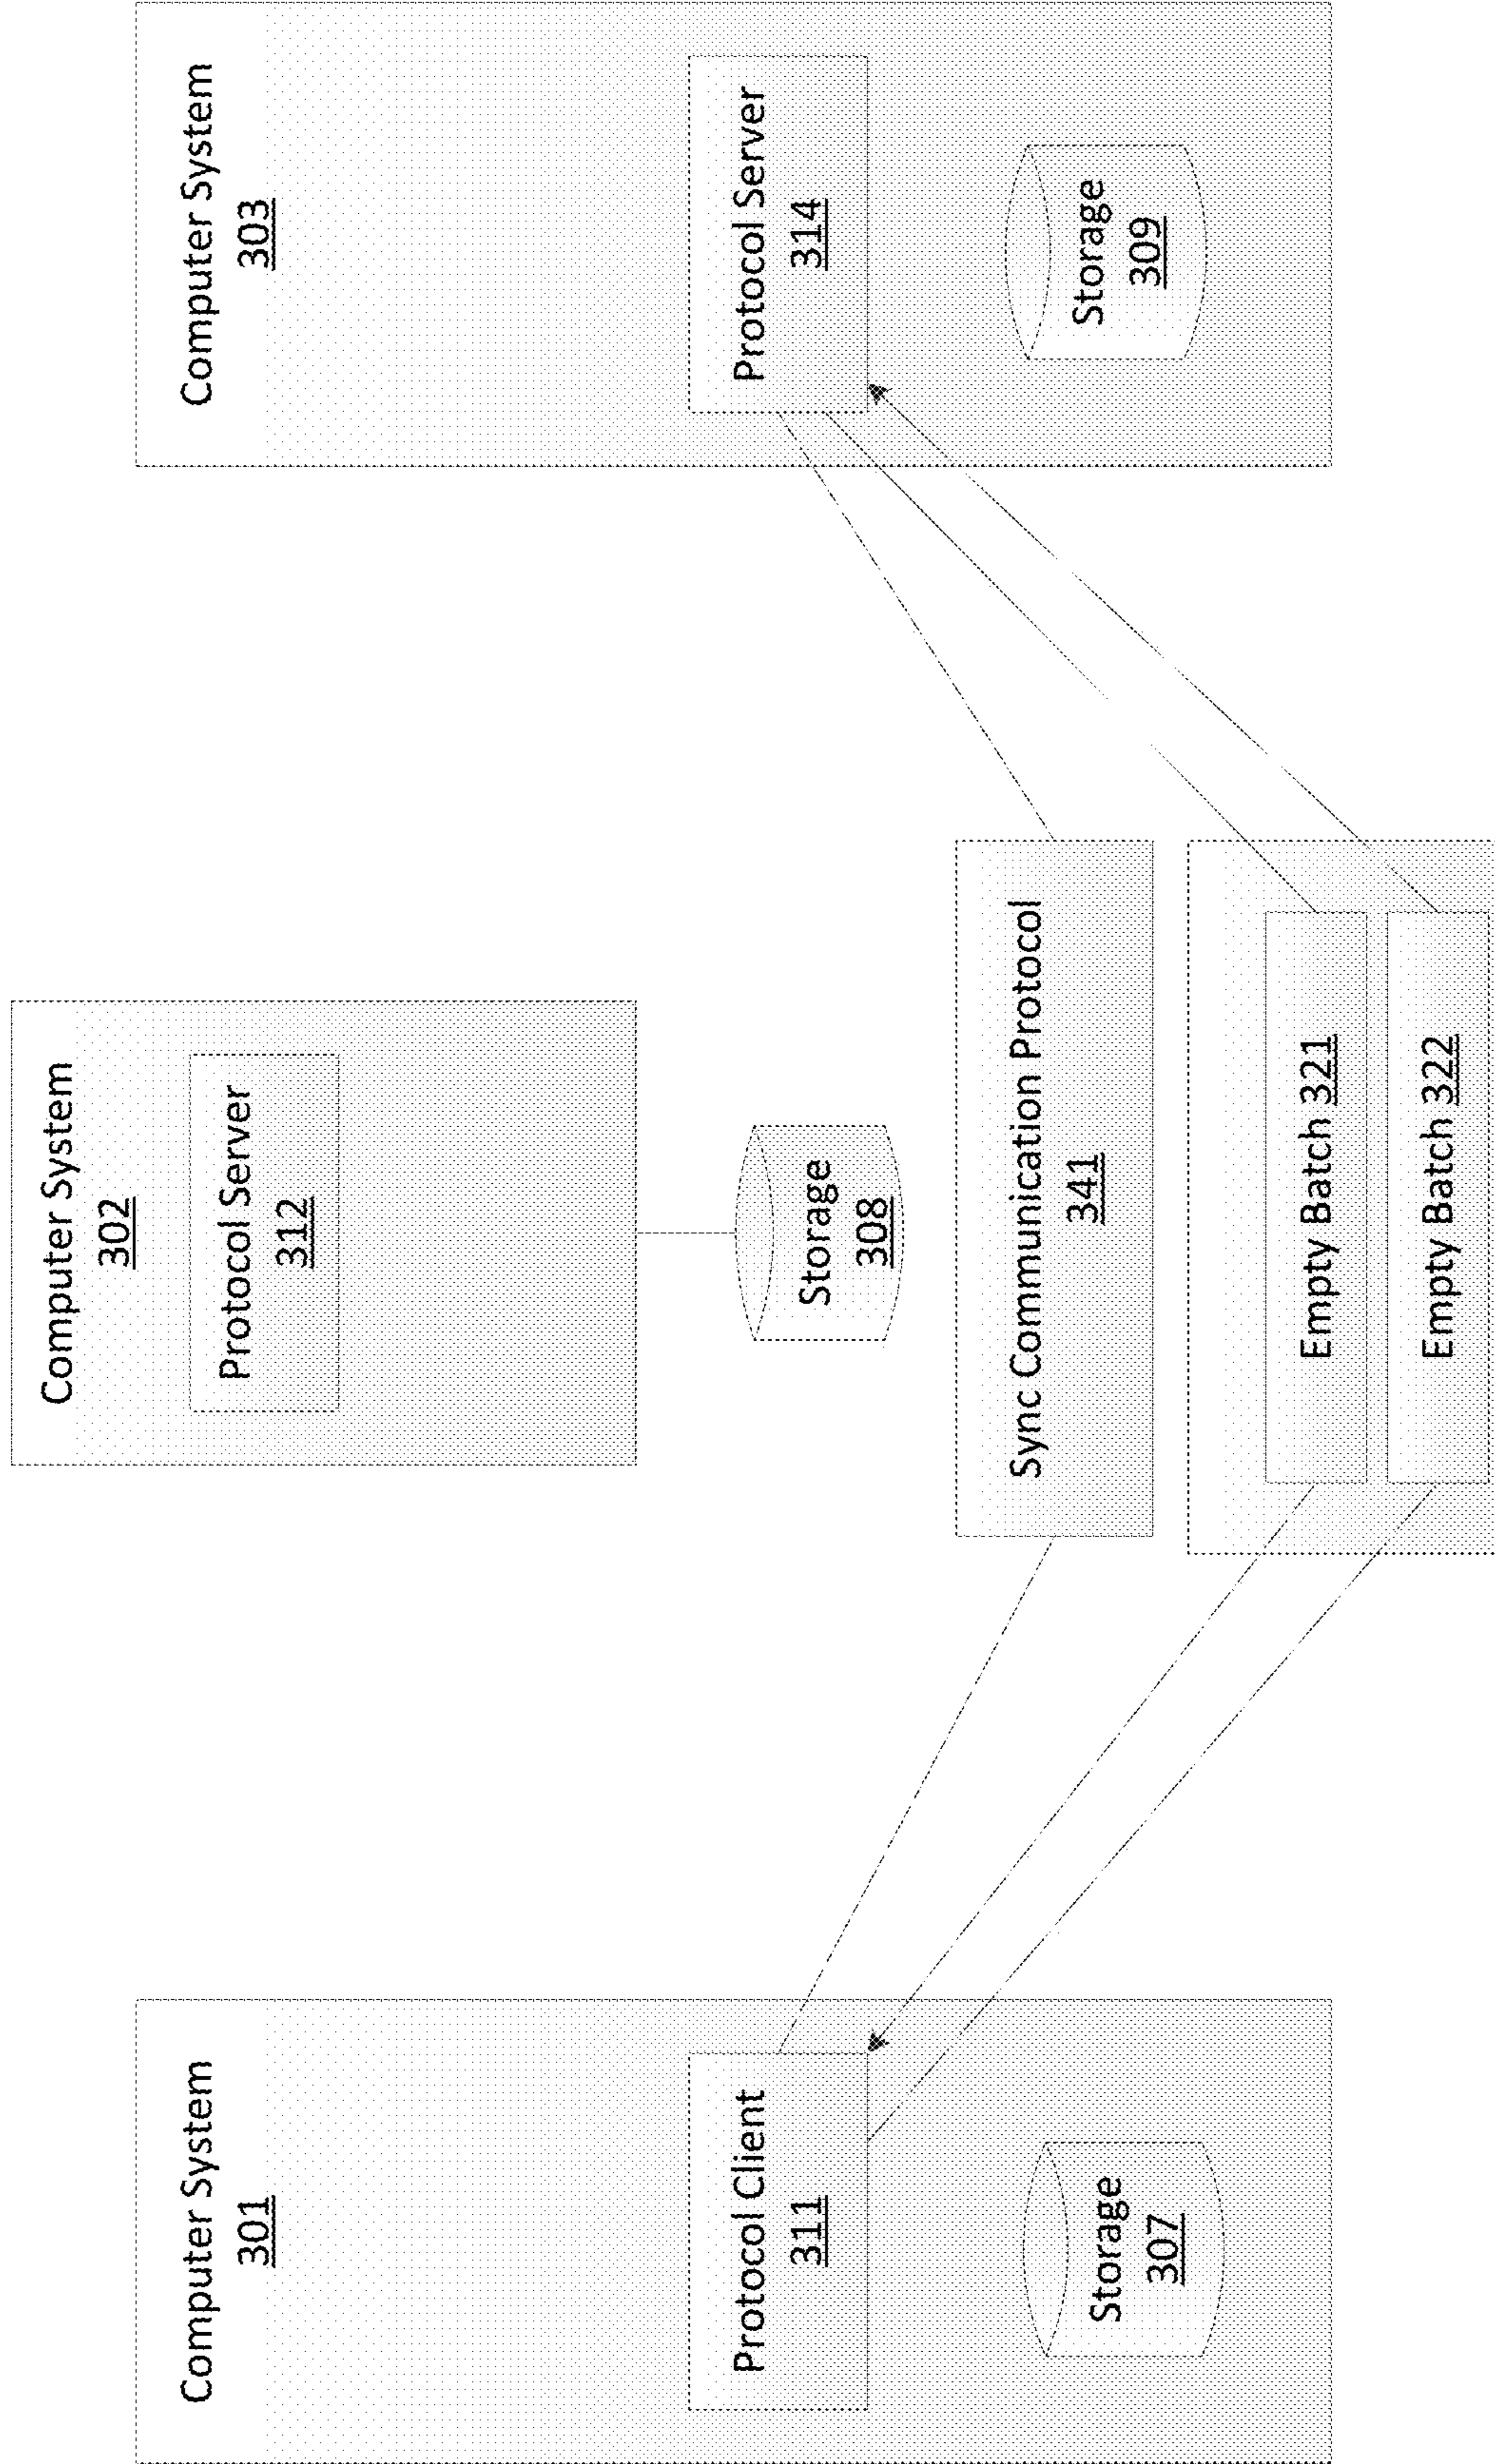 Computer System
301
Protocol Client
311
Storage
307
Computer System
302
Protocol Server
312
Storage
308
Sync Communication Protocol
341
Empty Batch 321
Empty Batch 322
Computer System
303
Protocol Server
314
Storage
309